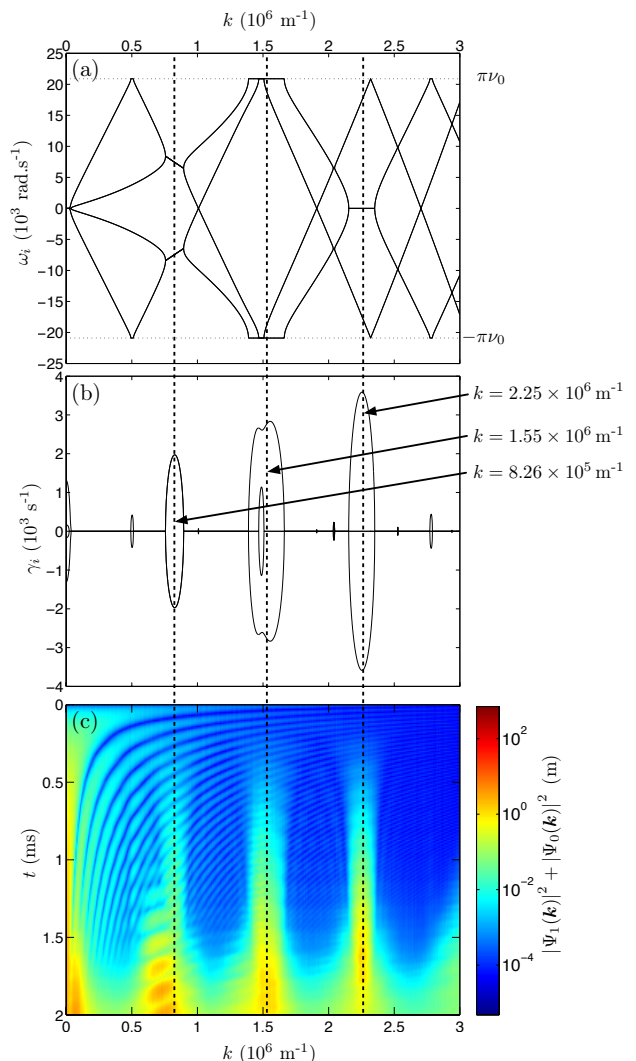 k (10⁶ m⁻¹)
0 0.5 1 1.5 2 2.5 3
(a)
25
20
15
10
5
0
−5
−10
−15
−20
−25
ωᵢ (10³ rad.s⁻¹)
πν₀
−πν₀
(b)
4
3
2
1
0
−1
−2
−3
−4
γᵢ (10³ s⁻¹)
k = 2.25 × 10⁶ m⁻¹
k = 1.55 × 10⁶ m⁻¹
k = 8.26 × 10⁵ m⁻¹
(c)
0
0.5
1
1.5
2
t (ms)
0 0.5 1 1.5 2 2.5 3
k (10⁶ m⁻¹)
10²
10⁰
10⁻²
10⁻⁴
|Ψ₁(k)|² + |Ψ₀(k)|² (m)